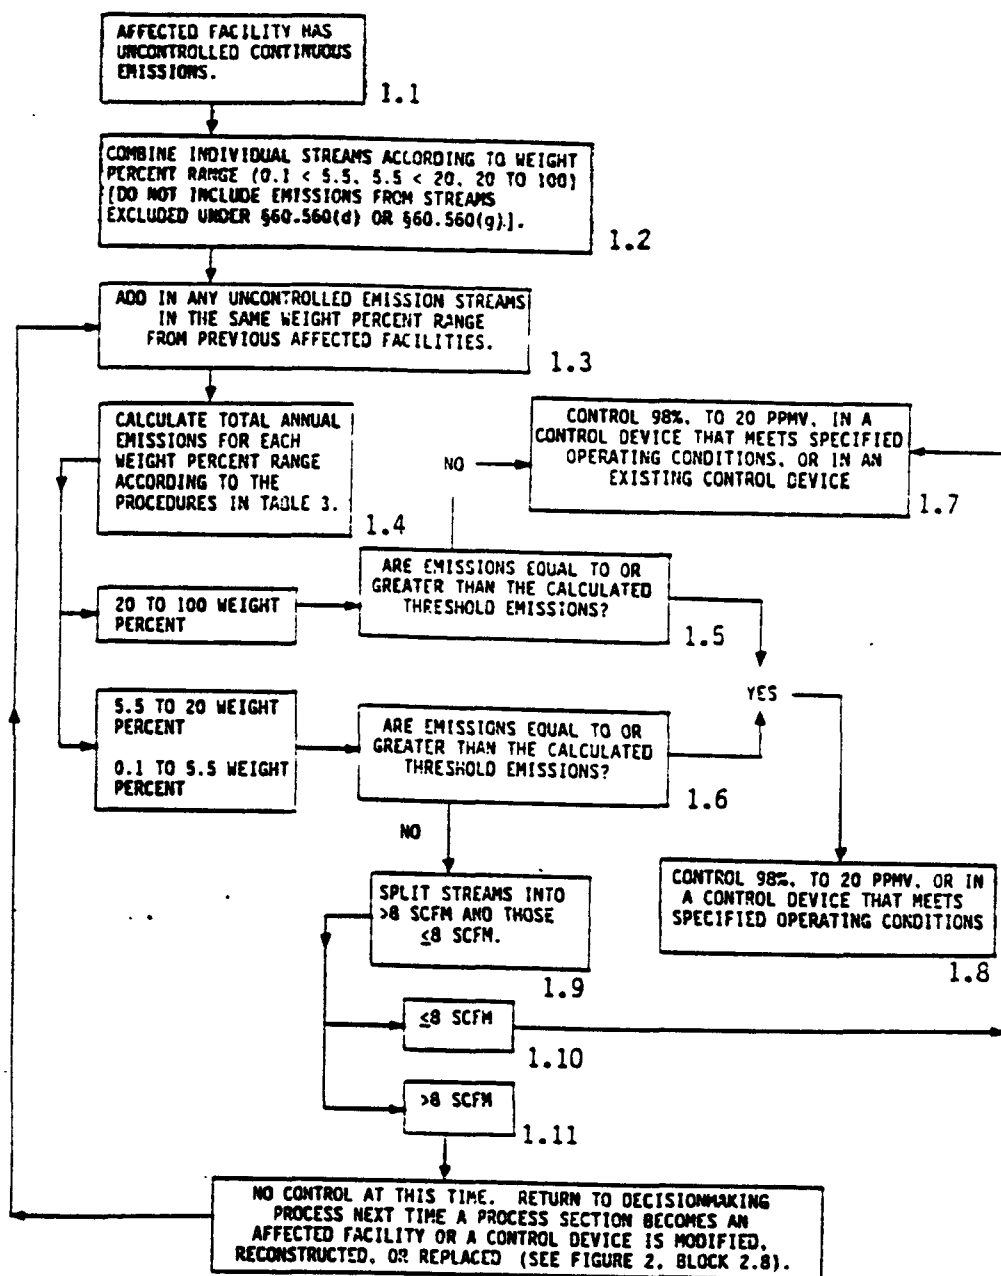 AFFECTED FACILITY HAS
UNCONTROLLED CONTINUOUS
EMISSIONS.
1.1
COMBINE INDIVIDUAL STREAMS ACCORDING TO WEIGHT
PERCENT RANGE (0.1 < 5.5, 5.5 < 20, 20 TO 100)
[DO NOT INCLUDE EMISSIONS FROM STREAMS
EXCLUDED UNDER §60.560(d) OR §60.560(g)].
1.2
ADD IN ANY UNCONTROLLED EMISSION STREAMS
IN THE SAME WEIGHT PERCENT RANGE
FROM PREVIOUS AFFECTED FACILITIES.
1.3
CALCULATE TOTAL ANNUAL
EMISSIONS FOR EACH
WEIGHT PERCENT RANGE
ACCORDING TO THE
PROCEDURES IN TABLE 3.
1.4
NO
CONTROL 98%, TO 20 PPMV, IN A
CONTROL DEVICE THAT MEETS SPECIFIED
OPERATING CONDITIONS, OR IN AN
EXISTING CONTROL DEVICE
1.7
20 TO 100 WEIGHT
PERCENT
ARE EMISSIONS EQUAL TO OR
GREATER THAN THE CALCULATED
THRESHOLD EMISSIONS?
1.5
YES
5.5 TO 20 WEIGHT
PERCENT
0.1 TO 5.5 WEIGHT
PERCENT
ARE EMISSIONS EQUAL TO OR
GREATER THAN THE CALCULATED
THRESHOLD EMISSIONS?
1.6
NO
SPLIT STREAMS INTO
>8 SCFM AND THOSE
≤8 SCFM.
1.9
CONTROL 98%, TO 20 PPMV, OR IN
A CONTROL DEVICE THAT MEETS
SPECIFIED OPERATING CONDITIONS
1.8
≤8 SCFM
1.10
>8 SCFM
1.11
NO CONTROL AT THIS TIME. RETURN TO DECISIONMAKING
PROCESS NEXT TIME A PROCESS SECTION BECOMES AN
AFFECTED FACILITY OR A CONTROL DEVICE IS MODIFIED,
RECONSTRUCTED, OR REPLACED (SEE FIGURE 2, BLOCK 2.8).